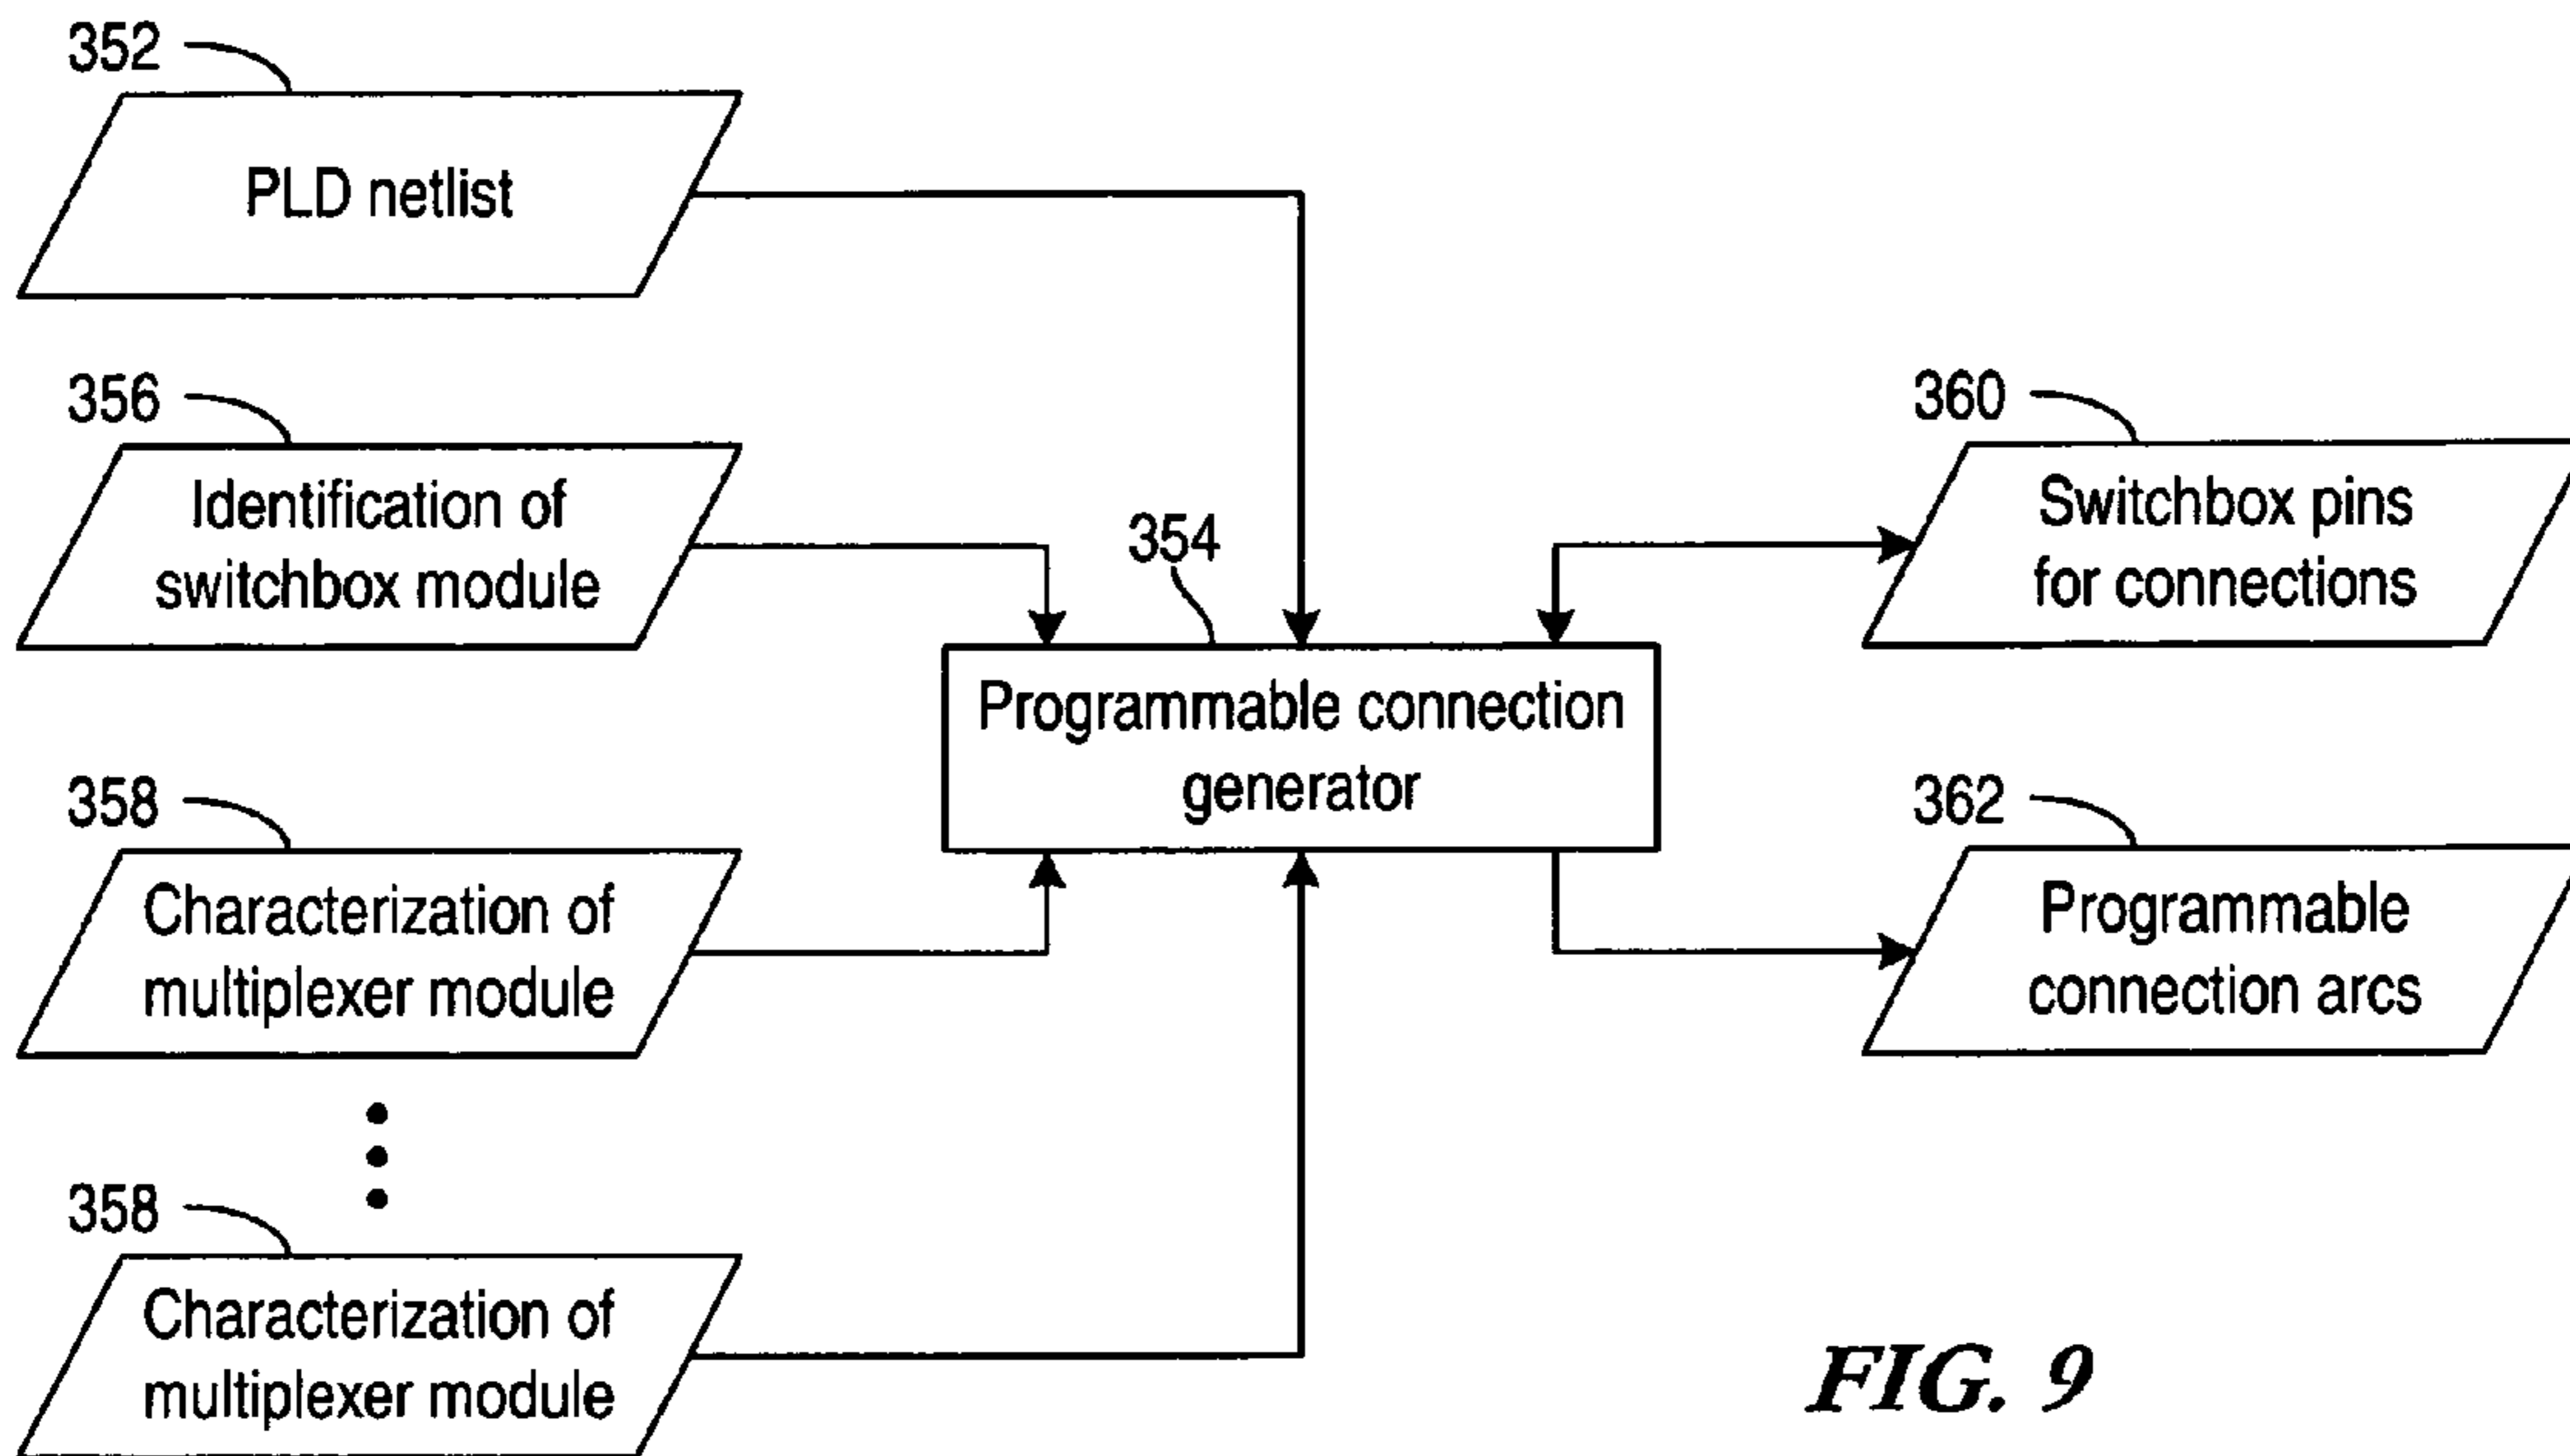 352
PLD netlist
356
Identification of
switchbox module
354
Programmable connection
generator
360
Switchbox pins
for connections
358
Characterization of
multiplexer module
362
Programmable
connection arcs
358
Characterization of
multiplexer module
FIG. 9